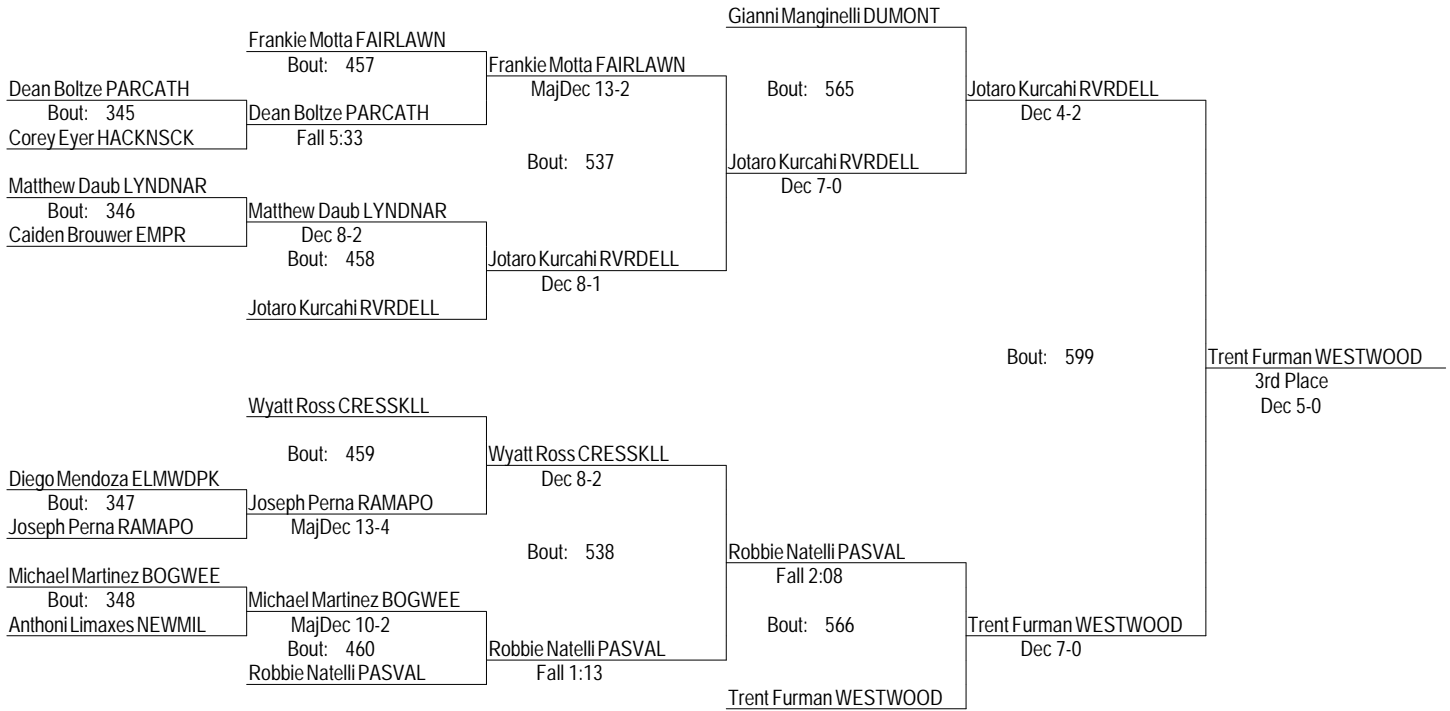 Gianni Manginelli DUMONT
Frankie Motta FAIRLAWN
Bout: 457
Frankie Motta FAIRLAWN
Dean Boltze PARCATH
MajDec 13-2
Bout: 565
Jotaro Kurcahi RVRDELL
Bout: 345
Dean Boltze PARCATH
Dec 4-2
Corey Eyer HACKNSCK
Fall 5:33
Bout: 537
Jotaro Kurcahi RVRDELL
Matthew Daub LYNDNAR
Dec 7-0
Bout: 346
Matthew Daub LYNDNAR
Caiden Brouwer EMPR
Dec 8-2
Bout: 458
Jotaro Kurcahi RVRDELL
Dec 8-1
Jotaro Kurcahi RVRDELL
Bout: 599
Trent Furman WESTWOOD
3rd Place
Wyatt Ross CRESSKLL
Dec 5-0
Bout: 459
Wyatt Ross CRESSKLL
Diego Mendoza ELMWDPK
Dec 8-2
Bout: 347
Joseph Perna RAMAPO
Joseph Perna RAMAPO
MajDec 13-4
Bout: 538
Robbie Natelli PASVAL
Michael Martinez BOGWEE
Fall 2:08
Bout: 348
Michael Martinez BOGWEE
Anthoni Limaxes NEWMIL
MajDec 10-2
Bout: 566
Trent Furman WESTWOOD
Bout: 460
Robbie Natelli PASVAL
Dec 7-0
Robbie Natelli PASVAL
Fall 1:13
Trent Furman WESTWOOD